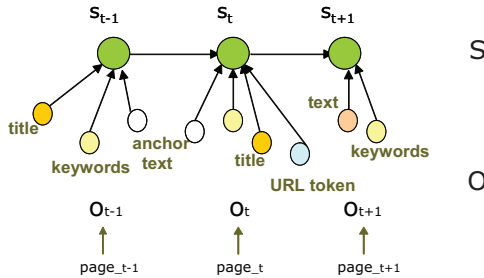 St-1
St
St+1
S
text
title
keywords
anchor
text
title
keywords
URL token
O
Ot-1
Ot
Ot+1
page_t-1
page_t
page_t+1